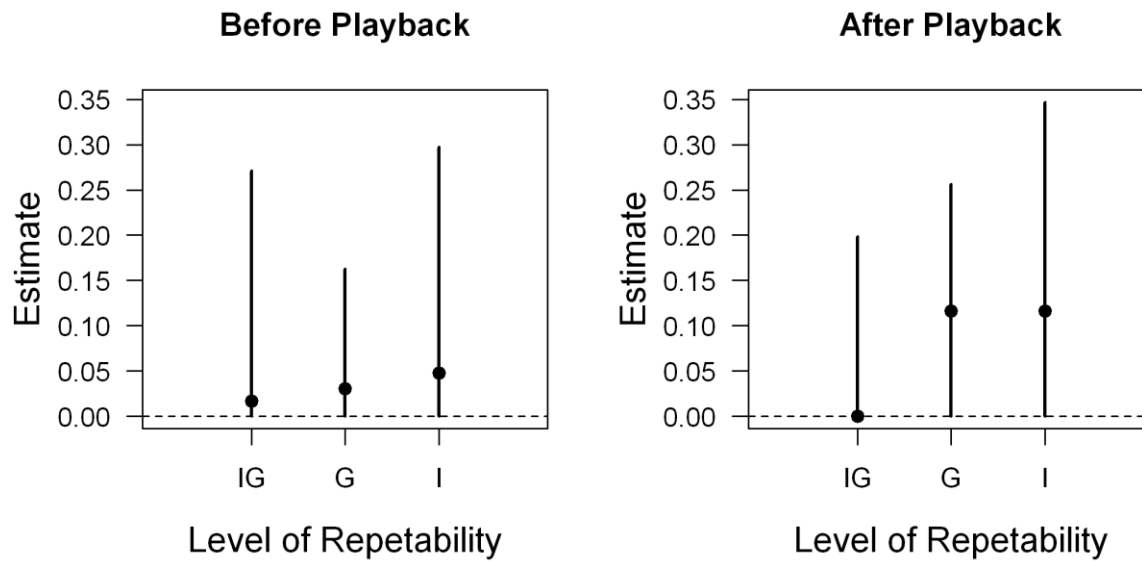 Before Playback
0.35
0.30
0.25
0.20
0.15
0.10
0.05
0.00
Estimate
IG G I
Level of Repetability
After Playback
0.35
0.30
0.25
0.20
0.15
0.10
0.05
0.00
Estimate
IG G I
Level of Repetability